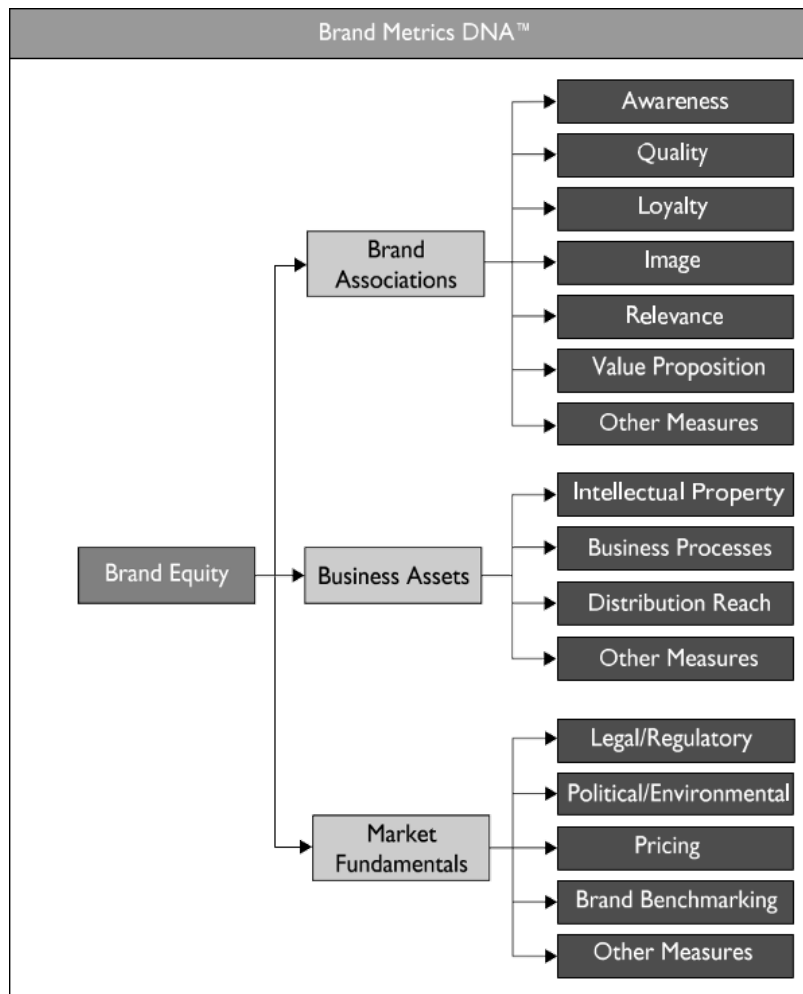 Brand Metrics DNA™
Awareness
Quality
Loyalty
Brand
Associations
Image
Relevance
Value Proposition
Other Measures
Intellectual Property
Business Processes
Brand Equity
Business Assets
Distribution Reach
Other Measures
Legal/Regulatory
Political/Environmental
Market
Fundamentals
Pricing
Brand Benchmarking
Other Measures